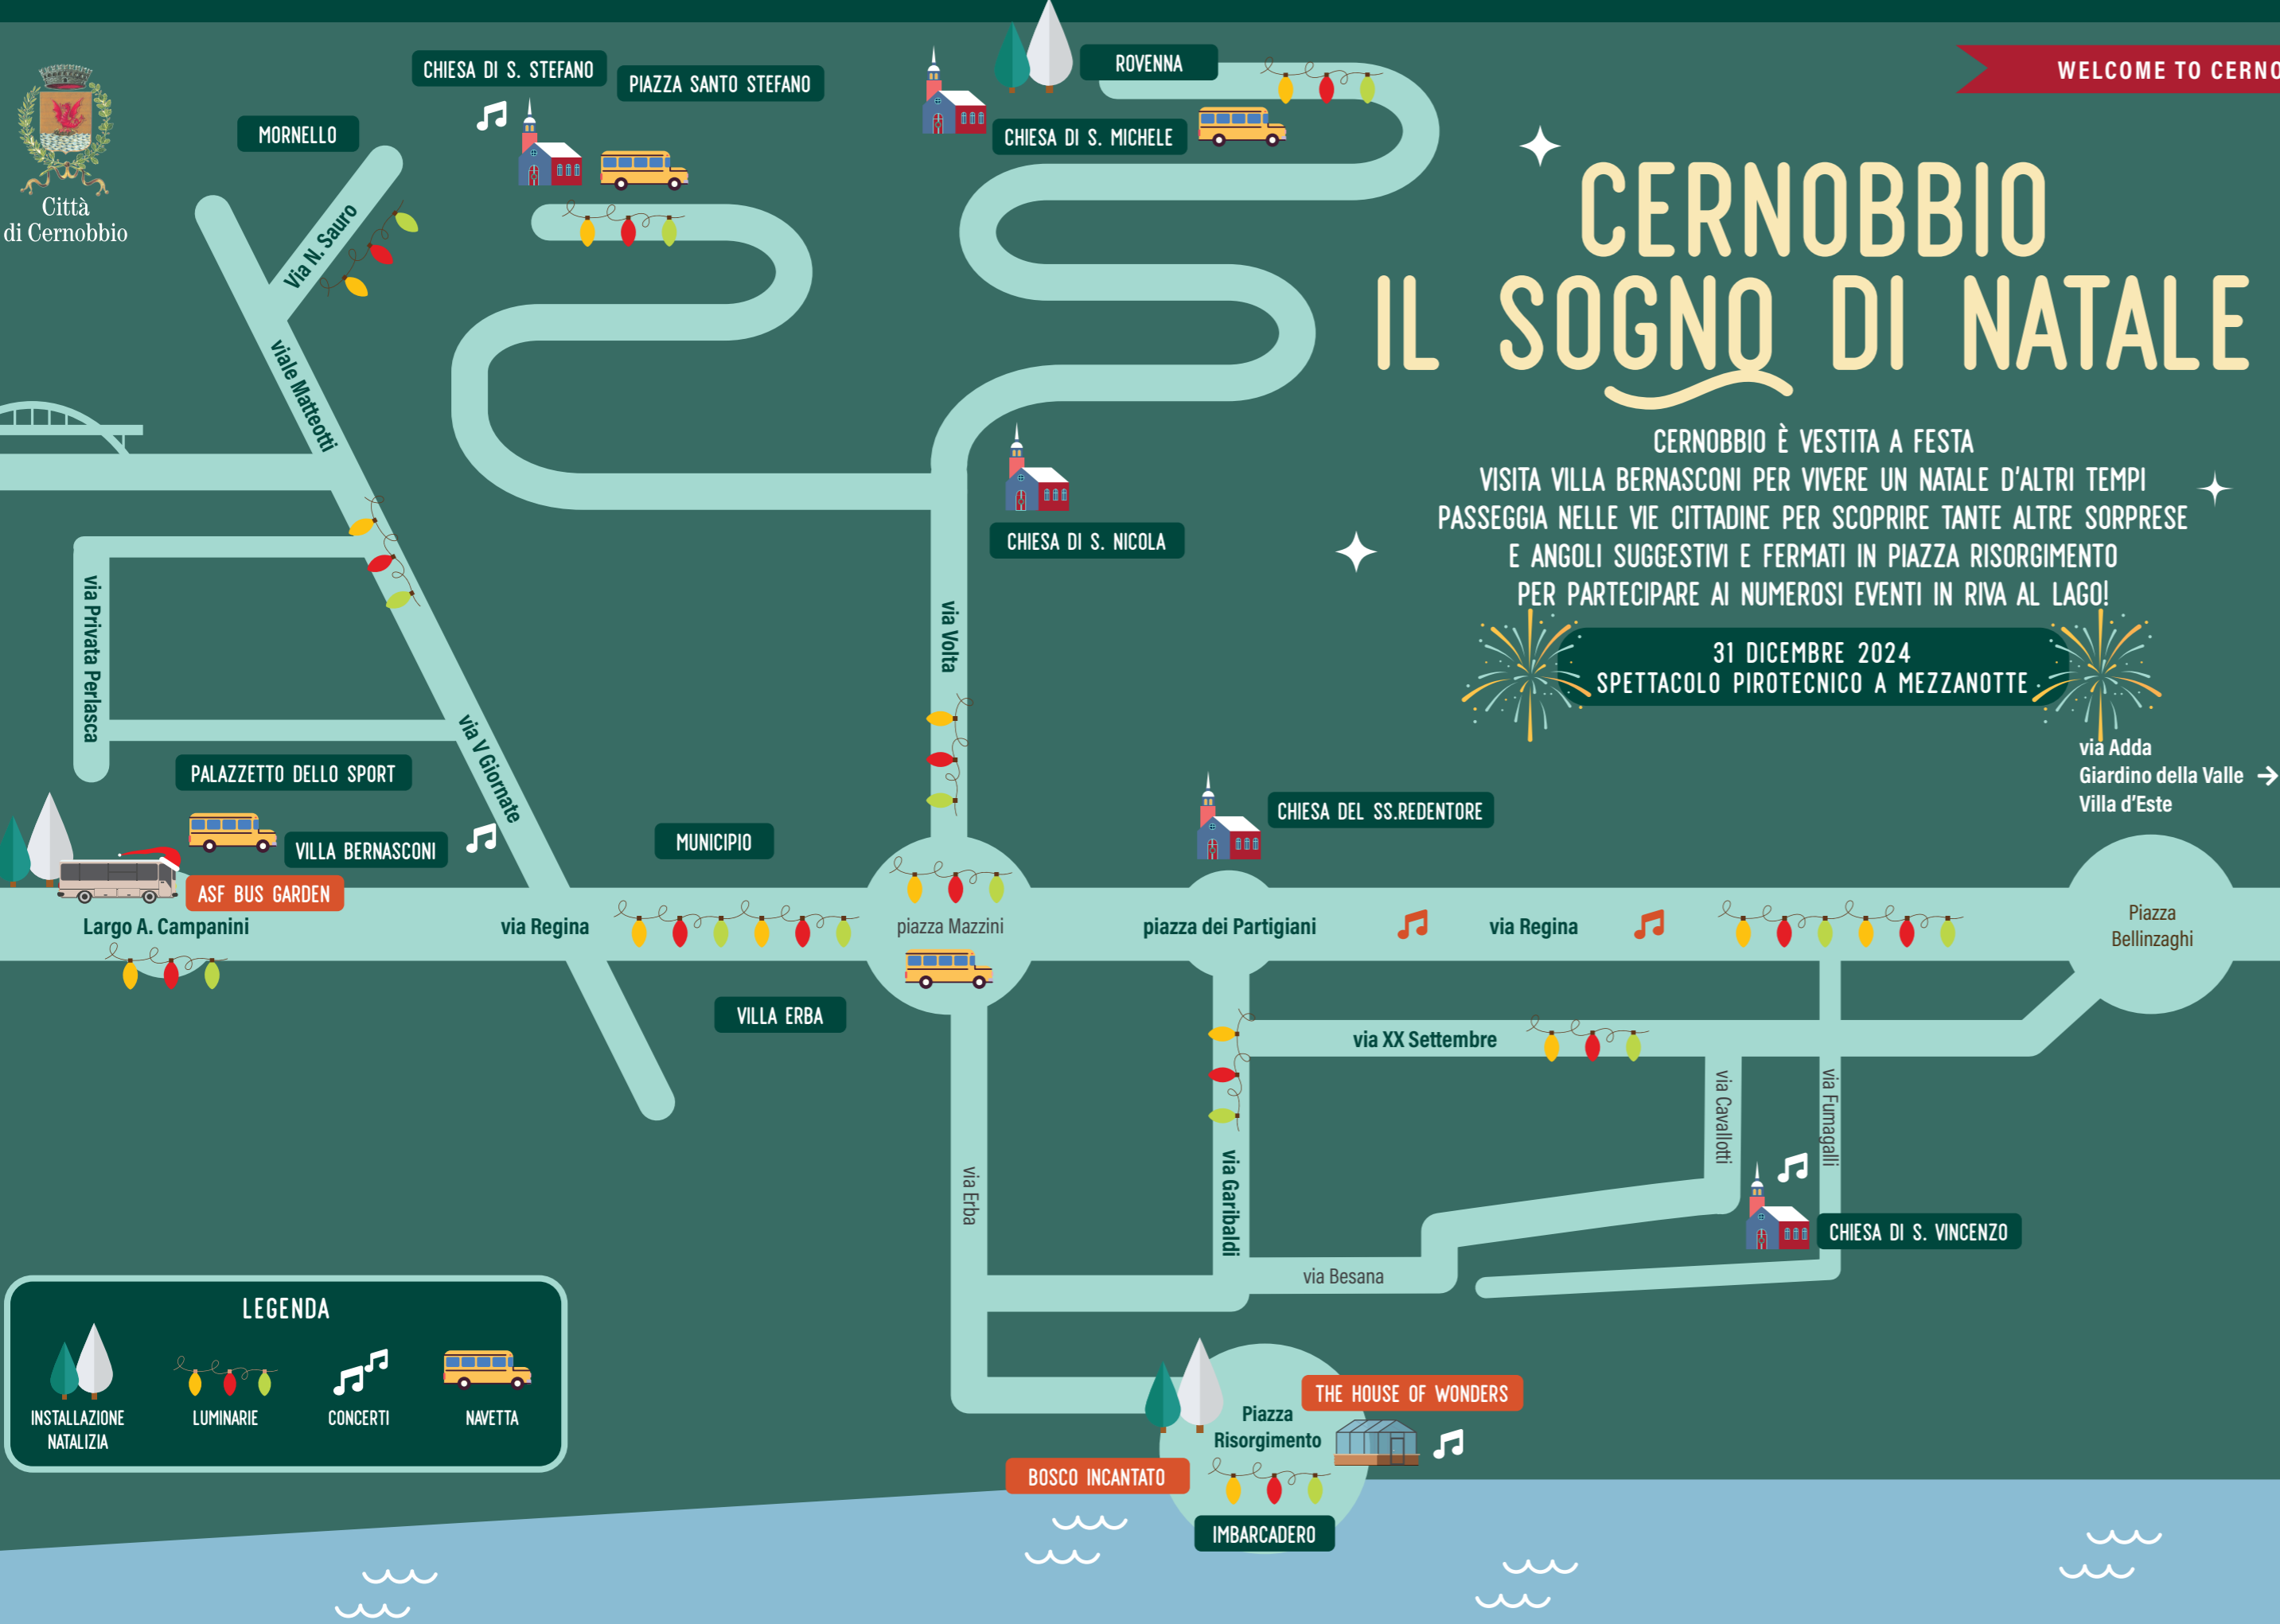 WELCOME TO CERNO
Città
di Cernobbio
CHIESA DI S. STEFANO
PIAZZA SANTO STEFANO
MORNELLO
ROVENNA
CHIESA DI S. MICHELE
CERNOBBIO
IL SOGNO DI NATALE
CERNOBBIO È VESTITA A FESTA
VISITA VILLA BERNASCONI PER VIVERE UN NATALE D'ALTRI TEMPI
PASSEGGIA NELLE VIE CITTADINE PER SCOPRIRE TANTE ALTRE SORPRESE
E ANGOLI SUGGESTIVI E FERMATI IN PIAZZA RISORGIMENTO
PER PARTECIPARE AI NUMEROSI EVENTI IN RIVA AL LAGO!
31 DICEMBRE 2024
SPETTACOLO PIROTECNICO A MEZZANOTTE
via Adda
Giardino della Valle →
Villa d'Este
Via N. Sauro
viale Matteotti
CHIESA DI S. NICOLA
via Privata Perlasca
via Volta
via V Giornate
PALAZZETTO DELLO SPORT
VILLA BERNASCONI
ASF BUS GARDEN
MUNICIPIO
CHIESA DEL SS.REDENTORE
Largo A. Campanini
via Regina
piazza Mazzini
piazza dei Partigiani
via Regina
Piazza
Bellinzaghi
VILLA ERBA
via XX Settembre
via Cavallotti
via Fumagalli
via Erba
via Garibaldi
CHIESA DI S. VINCENZO
via Besana
LEGENDA
INSTALLAZIONE
NATALIZIA
LUMINARIE
CONCERTI
NAVETTA
THE HOUSE OF WONDERS
Piazza
Risorgimento
BOSCO INCANTATO
IMBARCADERO